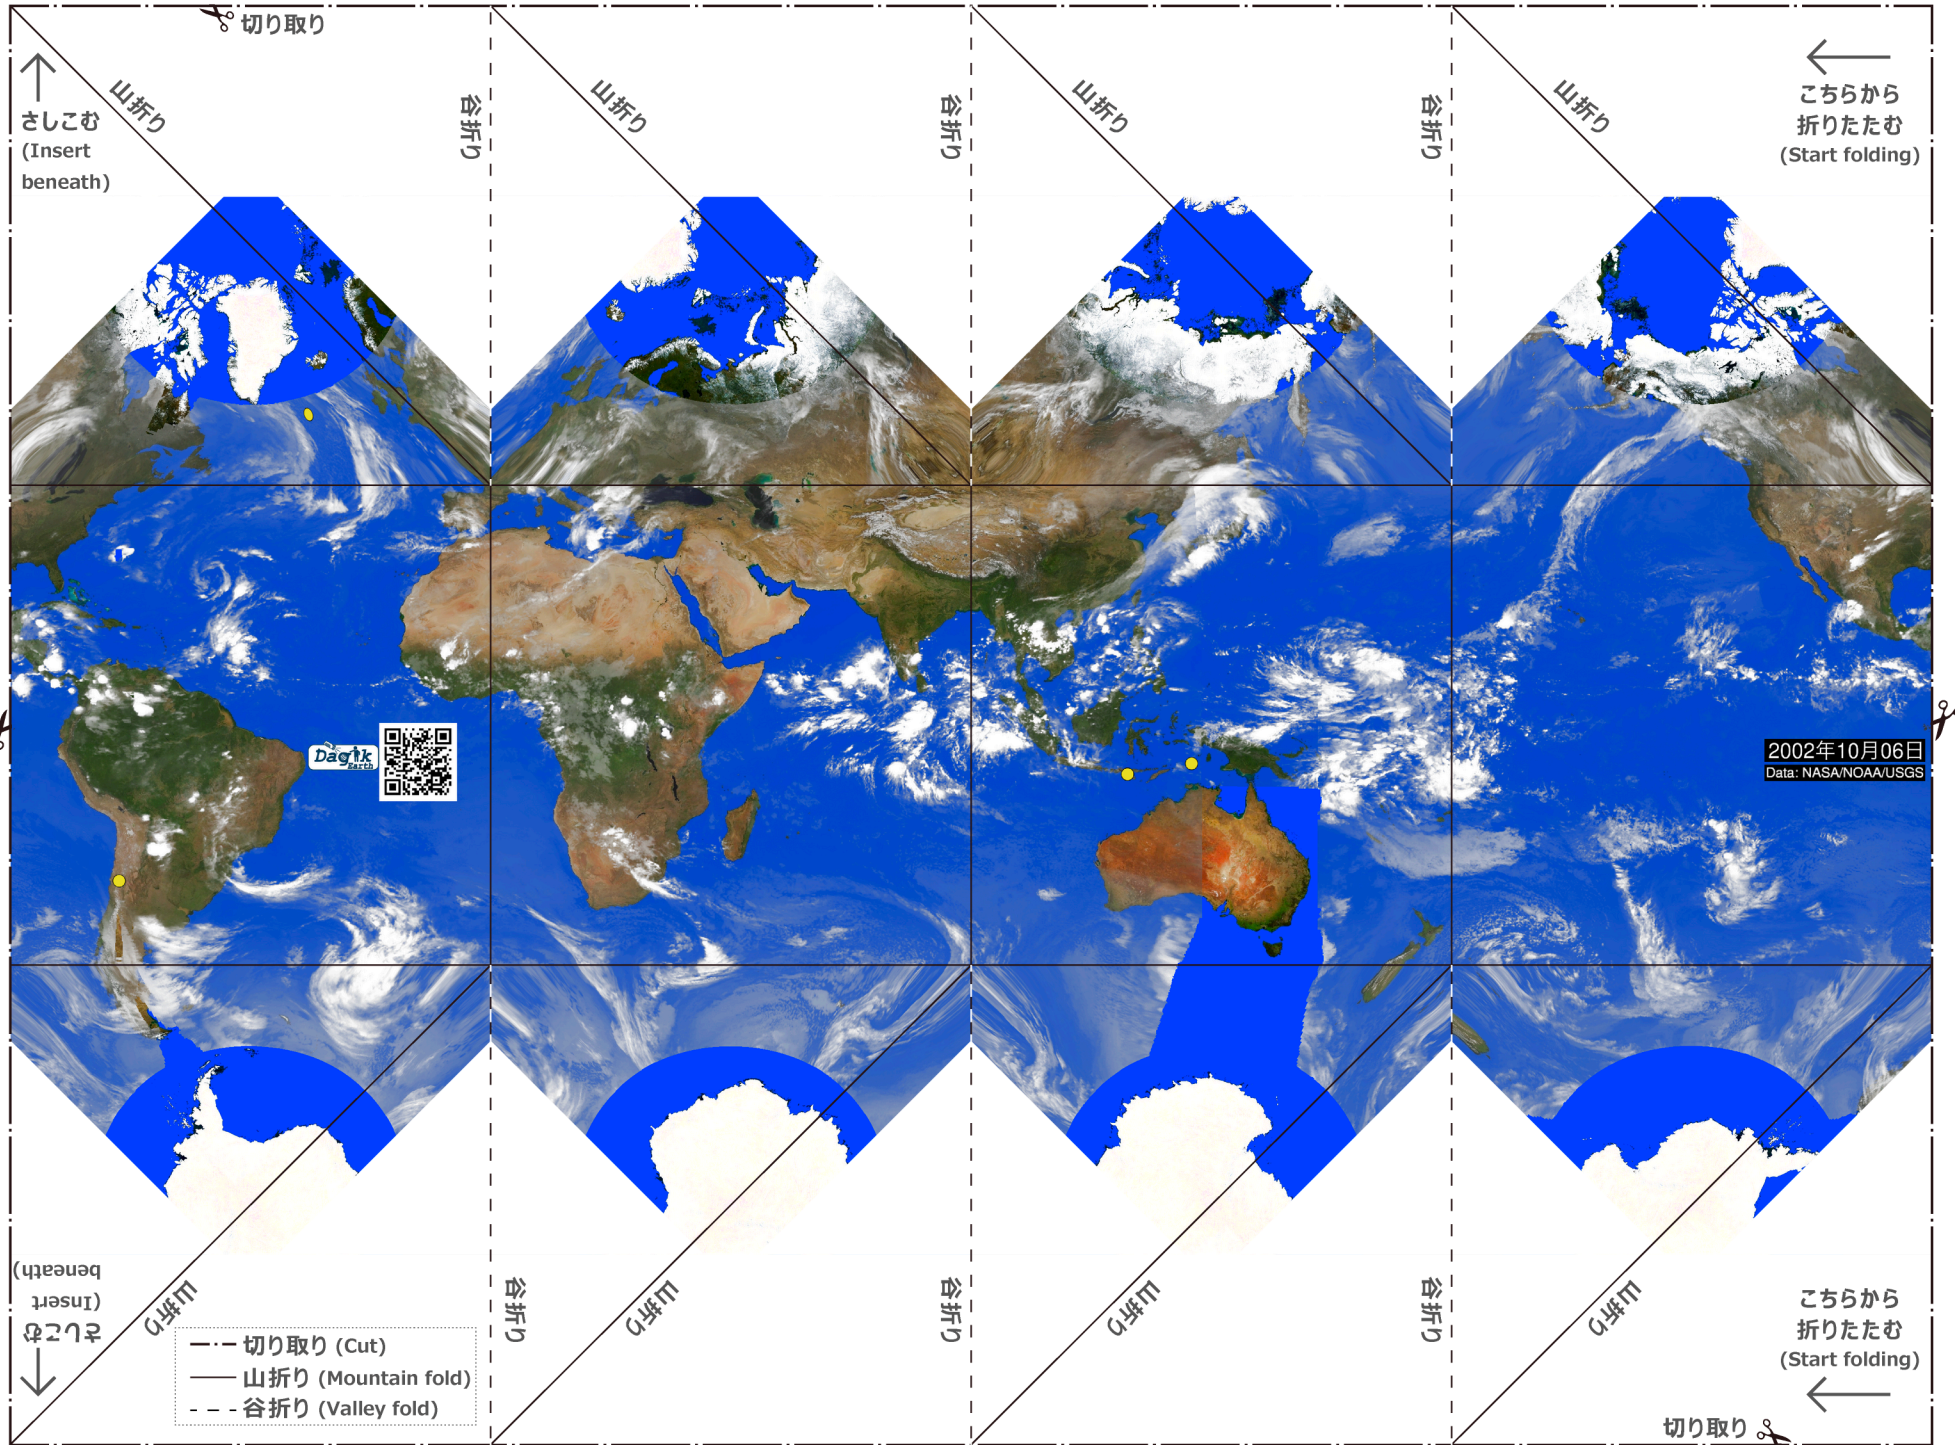 切り取り
さしこむ
(Insert
beneath)
山折り
谷折り
山折り
谷折り
山折り
谷折り
山折り
こちらから
折りたたむ
(Start folding)
Dagik
Earth
2002年10月06日
Data: NASA/NOAA/USGS
さしこむ
(Insert
beneath)
山折り
谷折り
山折り
谷折り
山折り
谷折り
山折り
こちらから
折りたたむ
(Start folding)
切り取り (Cut)
山折り (Mountain fold)
谷折り (Valley fold)
切り取り